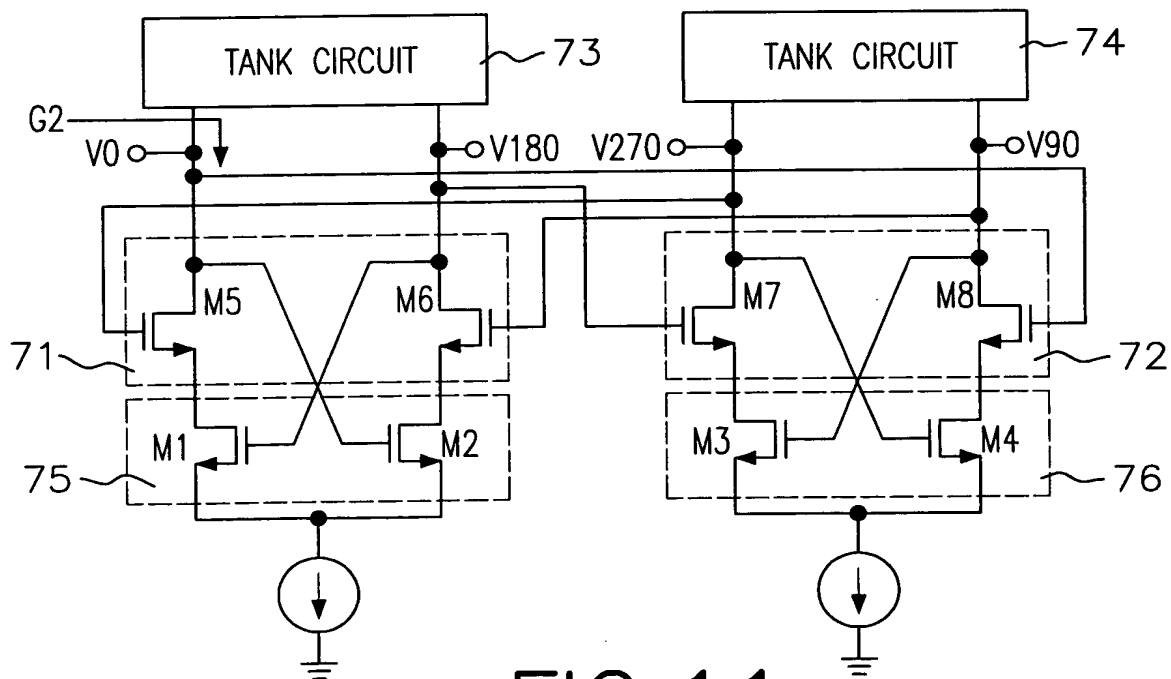 TANK CIRCUIT
73
TANK CIRCUIT
74
G2
V0
V180
V270
V90
M5
M6
M7
M8
71
72
M1
M2
M3
M4
75
76
FIG. 11